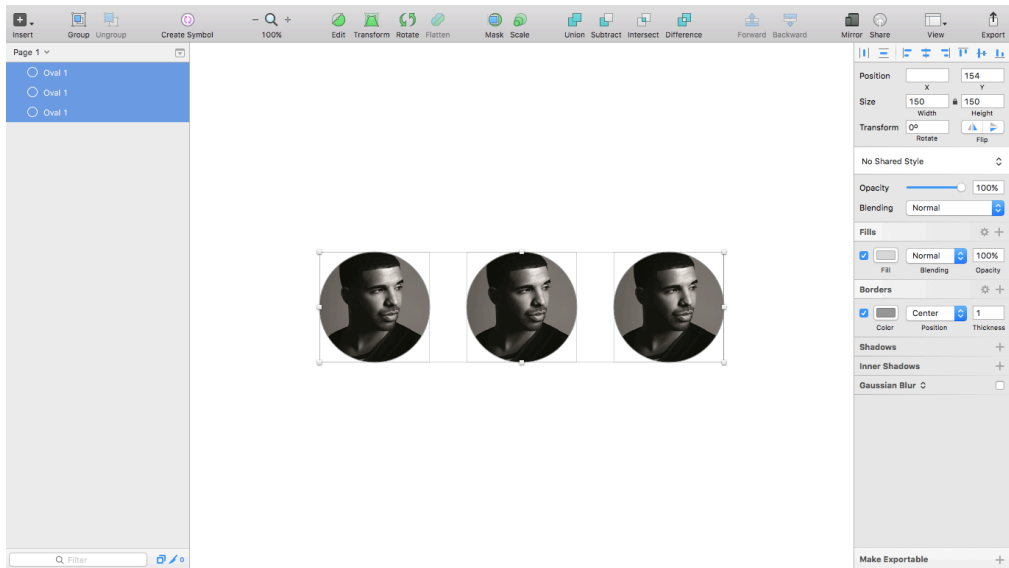 Insert Group Ungroup Create Symbol 100% Edit Transform Rotate Flatten Mask Scale Union Subtract Intersect Difference Forward Backward Mirror Share View Export
Page 1
Oval 1
Oval 1
Oval 1
Filter 0
Position 154
X Y
Size 150 150
Width Height
Transform 0º
Rotate Flip
No Shared Style
Opacity 100%
Blending Normal
Fills
Normal 100%
Fill Blending Opacity
Borders
Center 1
Color Position Thickness
Shadows
Inner Shadows
Gaussian Blur
Make Exportable